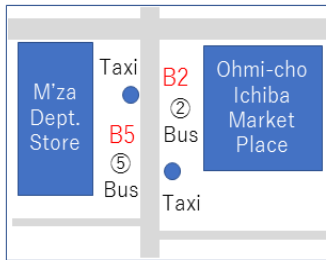 M'za
Dept.
Store
Taxi
B5
⑤
Bus
B2
②
Bus
Taxi
Ohmi-cho
Ichiba
Market
Place